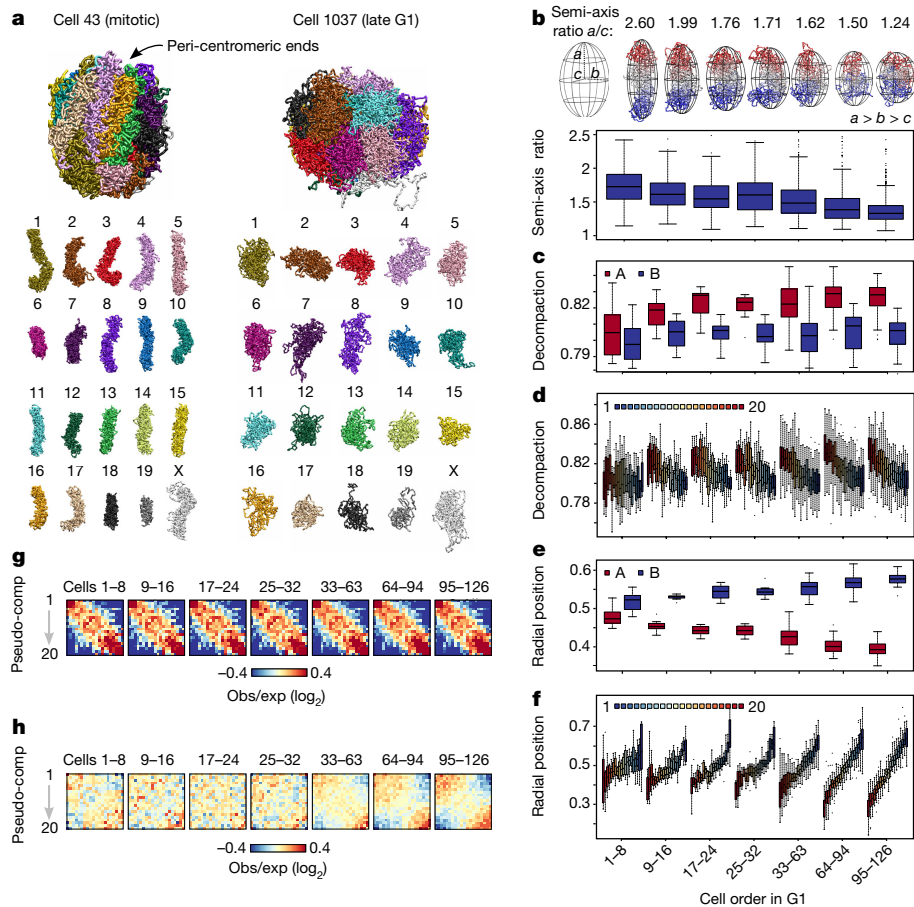 a
Cell 43 (mitotic)
Cell 1037 (late G1)
Peri-centromeric ends
1 2 3 4 5
6 7 8 9 10
11 12 13 14 15
16 17 18 19 X
1 2 3 4 5
6 7 8 9 10
11 12 13 14 15
16 17 18 19 X
b
Semi-axis
ratio a/c:
2.60 1.99 1.76 1.71 1.62 1.50 1.24
a
c b
a > b > c
Semi-axis ratio
2.5
2
1.5
1
c
A B
Decompaction
0.82
0.79
d
1 20
Decompaction
0.86
0.82
0.78
e
A B
Radial position
0.6
0.5
0.4
f
1 20
Radial position
0.7
0.5
0.3
1–8 9–16 17–24 25–32 33–63 64–94 95–126
Cell order in G1
g
Cells 1–8 9–16 17–24 25–32 33–63 64–94 95–126
Pseudo-comp
1
20
−0.4 0.4
Obs/exp (log2)
h
Cells 1–8 9–16 17–24 25–32 33–63 64–94 95–126
Pseudo-comp
1
20
−0.4 0.4
Obs/exp (log2)